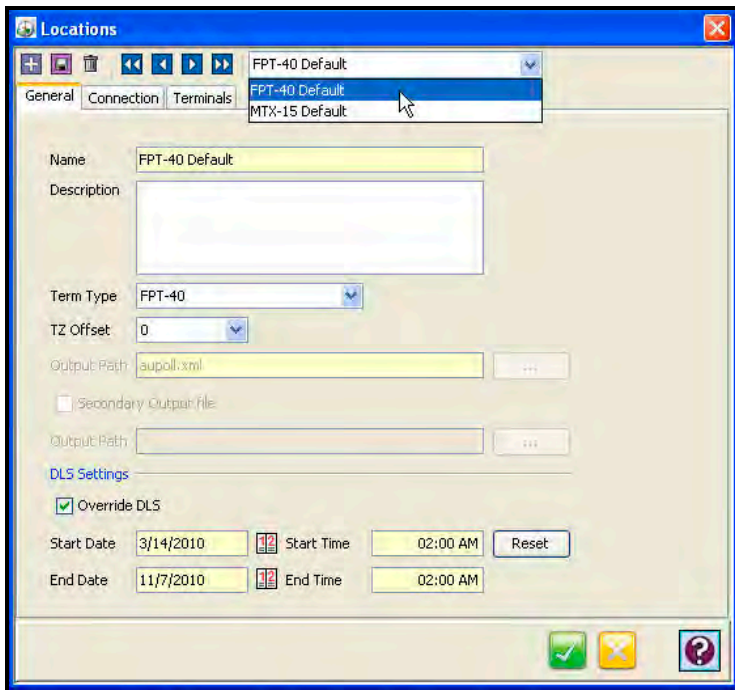 Locations
FPT-40 Default
FPT-40 Default
MTX-15 Default
General Connection Terminals
Name FPT-40 Default
Description
Term Type FPT-40
TZ Offset 0
Output Path aupoll.xml ...
Secondary Output file
Output Path ...
DLS Settings
Override DLS
Start Date 3/14/2010 12 Start Time 02:00 AM Reset
End Date 11/7/2010 12 End Time 02:00 AM
?